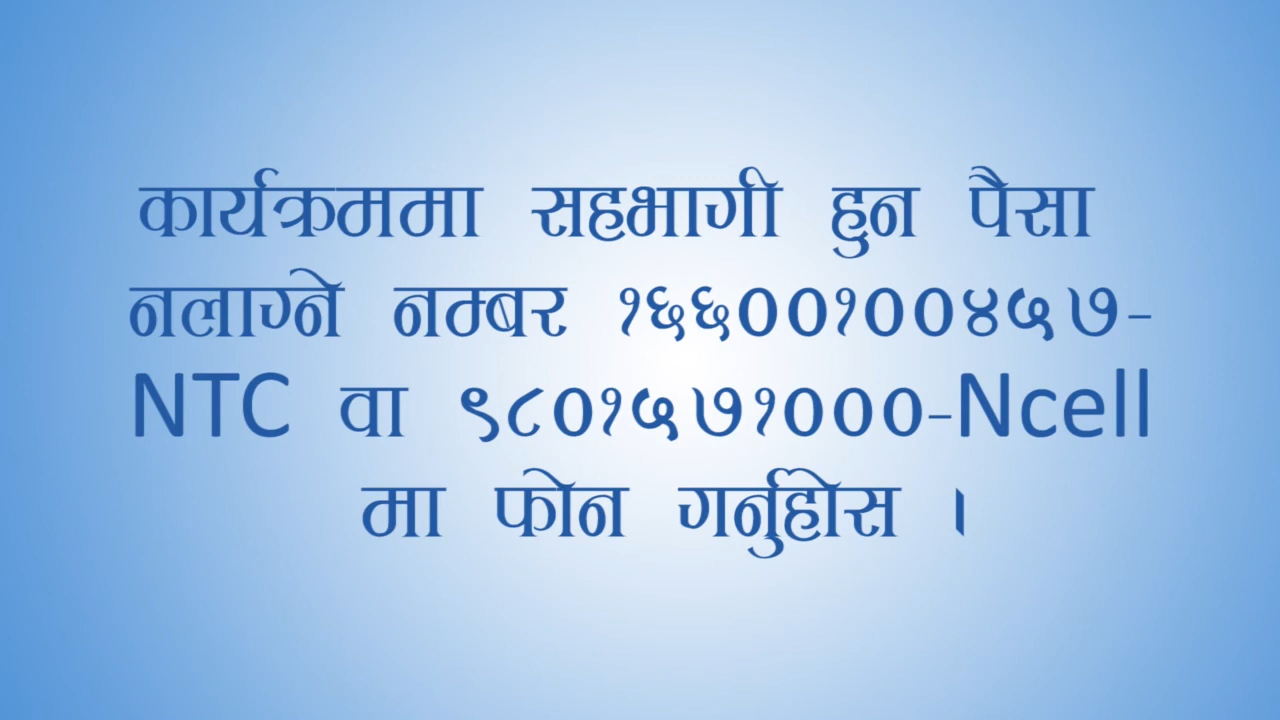 कार्यक्रममा सहभागी हुन पैसा
नलाग्ने नम्बर १६६००१००४५७-
NTC वा ९८०१५७१०००-Ncell
मा फोन गर्नुहोस ।